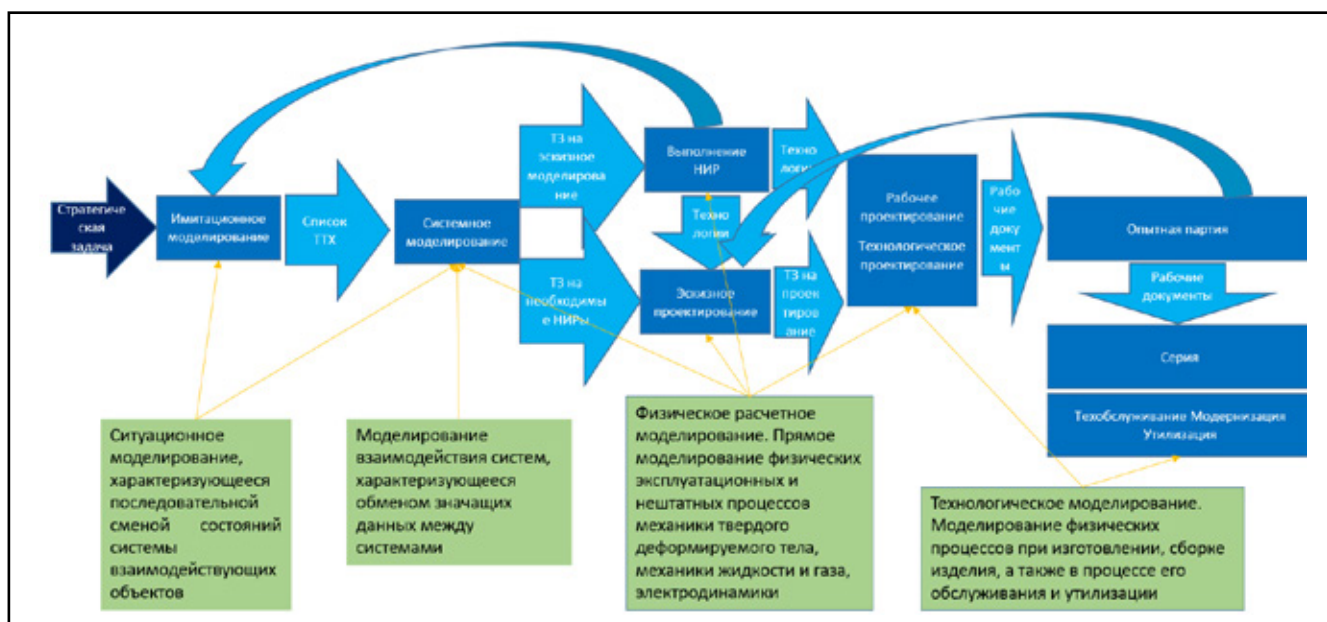 Стратегиче
ская
задача
Имитационное
моделирование
Список
ТТХ
Системное
моделирование
ТЗ на
эскизное
моделирова
ние
ТЗ на
необходимы
е НИРы
Выполнение
НИР
Техно
логии
Эскизное
проектирование
Техно
логии
ТЗ на
проек
тиров
ание
Рабочее
проектирование
Технологическое
проектирование
Рабо
чие
докумен
ты
Опытная партия
Рабочие
документы
Серия
Техобслуживание Модернизация
Утилизация
Ситуационное
моделирование,
характеризующееся
последовательной
сменой состояний
системы
взаимодействующих
объектов
Моделирование
взаимодействия систем,
характеризующееся
обменом значащих
данных между
системами
Физическое расчетное
моделирование. Прямое
моделирование физических
эксплуатационных и
нештатных процессов
механики твердого
деформируемого тела,
механики жидкости и газа,
электродинамики
Технологическое моделирование.
Моделирование физических
процессов при изготовлении, сборке
изделия, а также в процессе его
обслуживания и утилизации